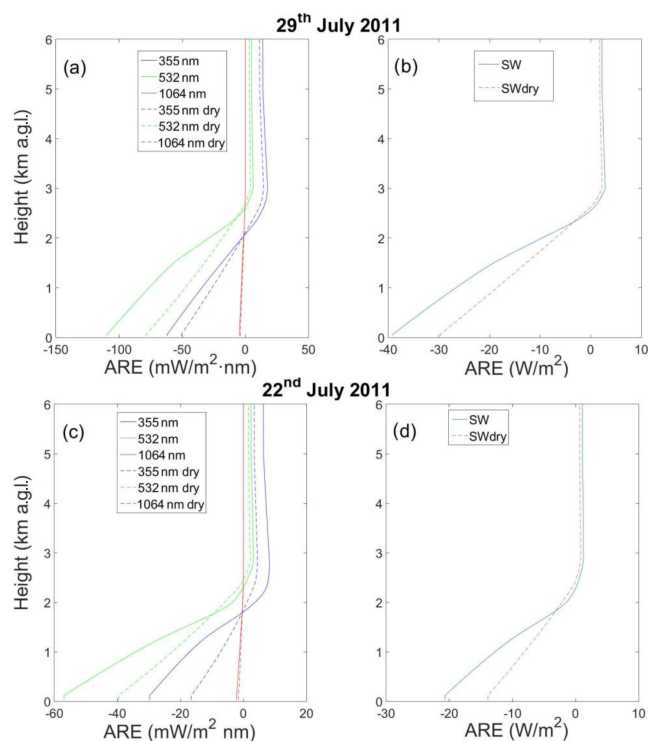 29th July 2011
(a)
355 nm
532 nm
1064 nm
355 nm dry
532 nm dry
1064 nm dry
Height (km a.g.l.)
6
5
4
3
2
1
0
-150
-100
-50
0
50
ARE (mW/m²·nm)
(b)
SW
SWdry
6
5
4
3
2
1
0
-40
-30
-20
-10
0
10
ARE (W/m²)
22nd July 2011
(c)
355 nm
532 nm
1064 nm
355 nm dry
532 nm dry
1064 nm dry
Height (km a.g.l.)
6
5
4
3
2
1
0
-60
-40
-20
0
20
ARE (mW/m² nm)
(d)
SW
SWdry
6
5
4
3
2
1
0
-30
-20
-10
0
10
ARE (W/m²)